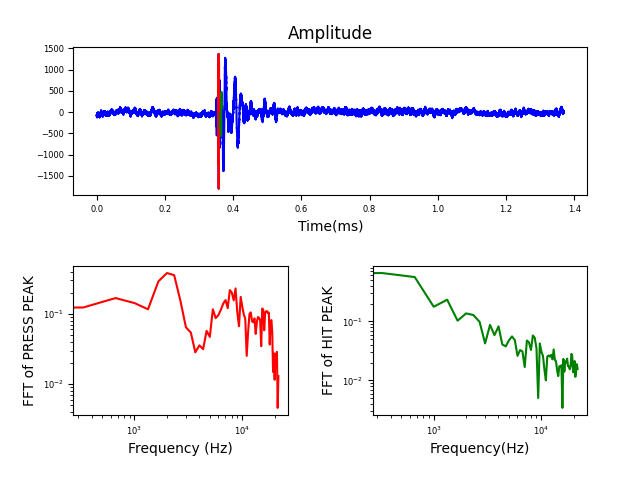 Amplitude
1500
1000
500
0
−500
−1000
−1500
0.0 0.2 0.4 0.6 0.8 1.0 1.2 1.4
Time(ms)
FFT of PRESS PEAK
10⁻¹
10⁻²
10³ 10⁴
Frequency (Hz)
FFT of HIT PEAK
10⁻¹
10⁻²
10³ 10⁴
Frequency(Hz)